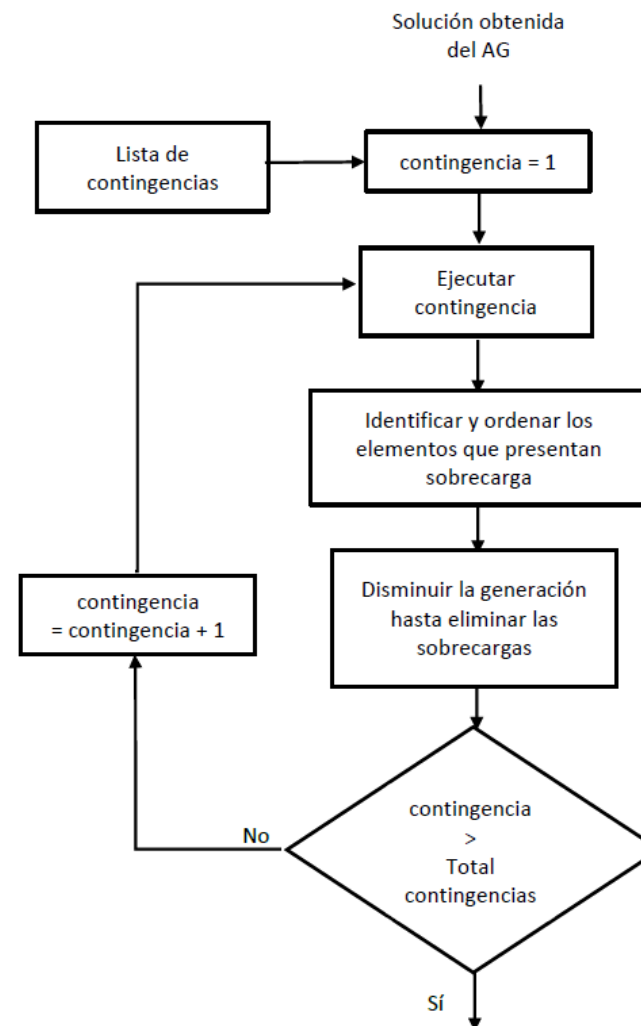 Solución obtenida
del AG
Lista de
contingencias
contingencia = 1
Ejecutar
contingencia
Identificar y ordenar los
elementos que presentan
sobrecarga
contingencia
= contingencia + 1
Disminuir la generación
hasta eliminar las
sobrecargas
contingencia
>
Total
contingencias
No
Sí